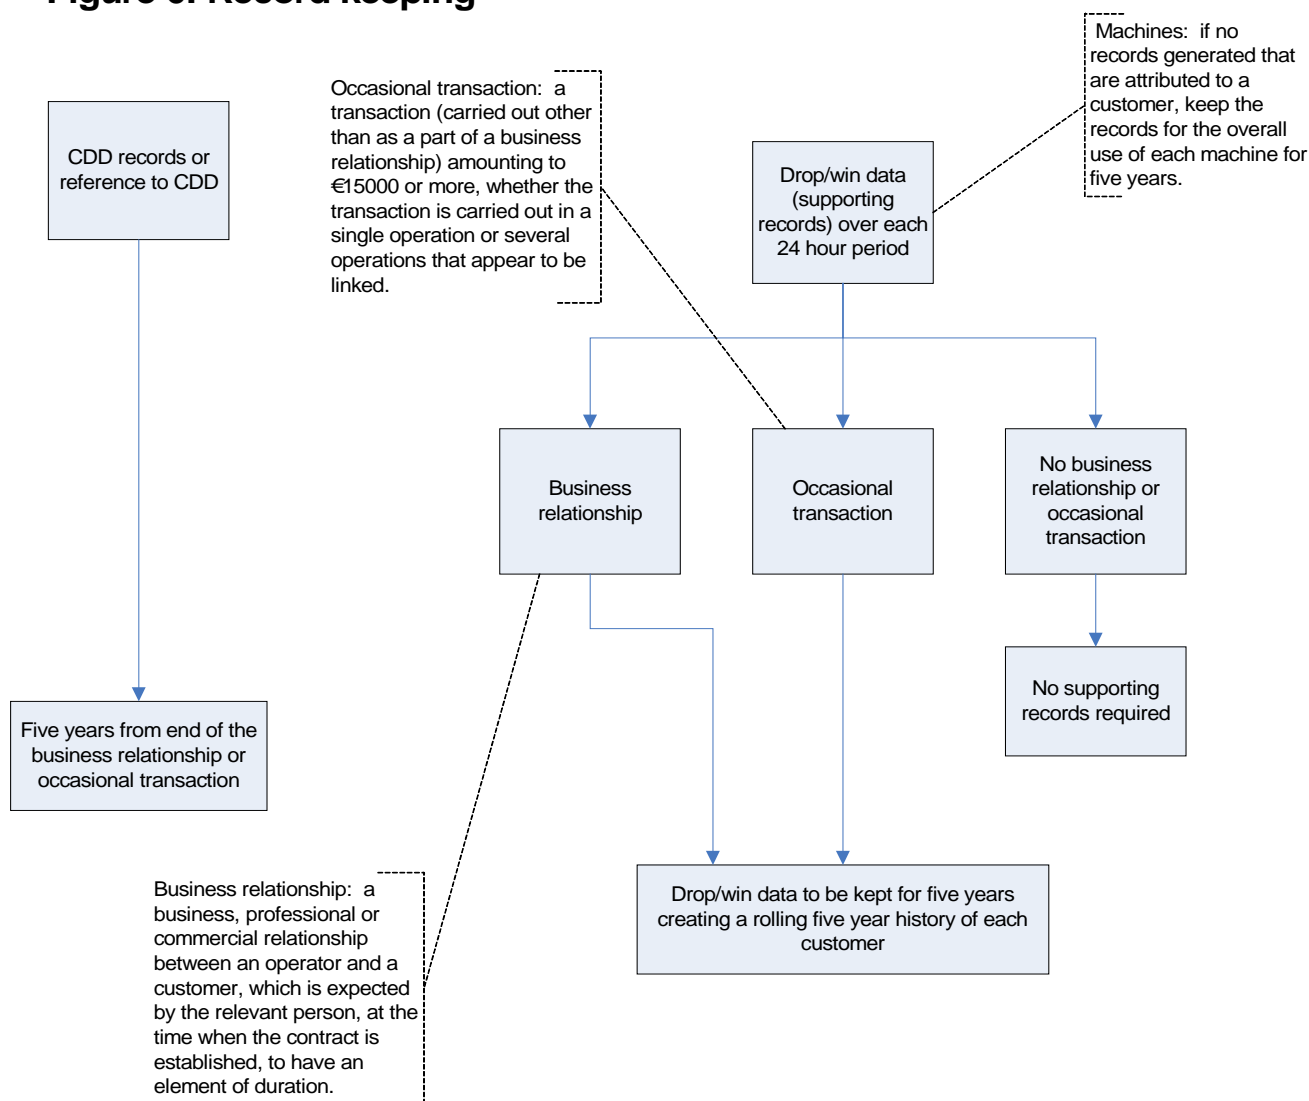 Figure Record keeping
Machines: if no
records generated that
are attributed to a
customer, keep the
records for the overall
use of each machine for
five years.
Occasional transaction: a
transaction (carried out other
than as a part of a business
relationship) amounting to
€15000 or more, whether the
transaction is carried out in a
single operation or several
operations that appear to be
linked.
CDD records or
reference to CDD
Drop/win data
(supporting
records) over each
24 hour period
Business
relationship
Occasional
transaction
No business
relationship or
occasional
transaction
No supporting
records required
Five years from end of the
business relationship or
occasional transaction
Drop/win data to be kept for five years
creating a rolling five year history of each
customer
Business relationship: a
business, professional or
commercial relationship
between an operator and a
customer, which is expected
by the relevant person, at the
time when the contract is
established, to have an
element of duration.